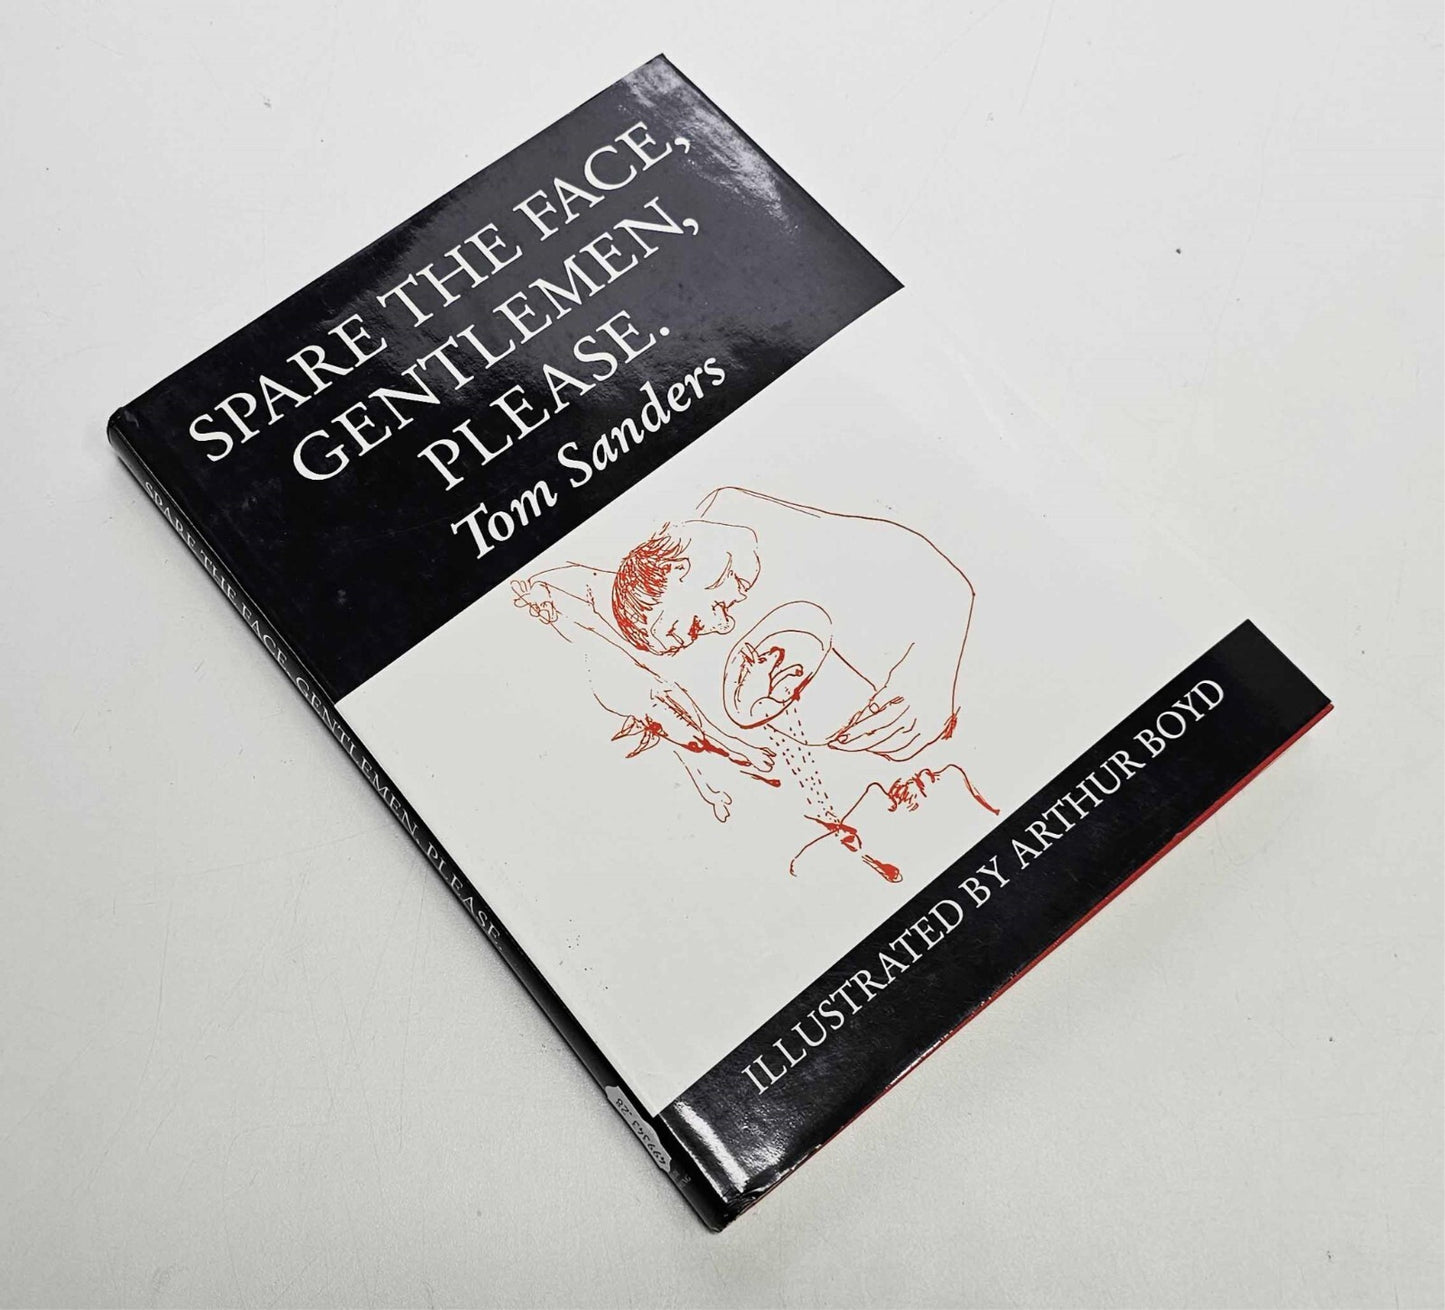 SPARE THE FACE,
GENTLEMEN,
PLEASE.
Tom Sanders
ILLUSTRATED BY ARTHUR BOYD
SPARE THE FACE, GENTLEMEN, PLEASE.